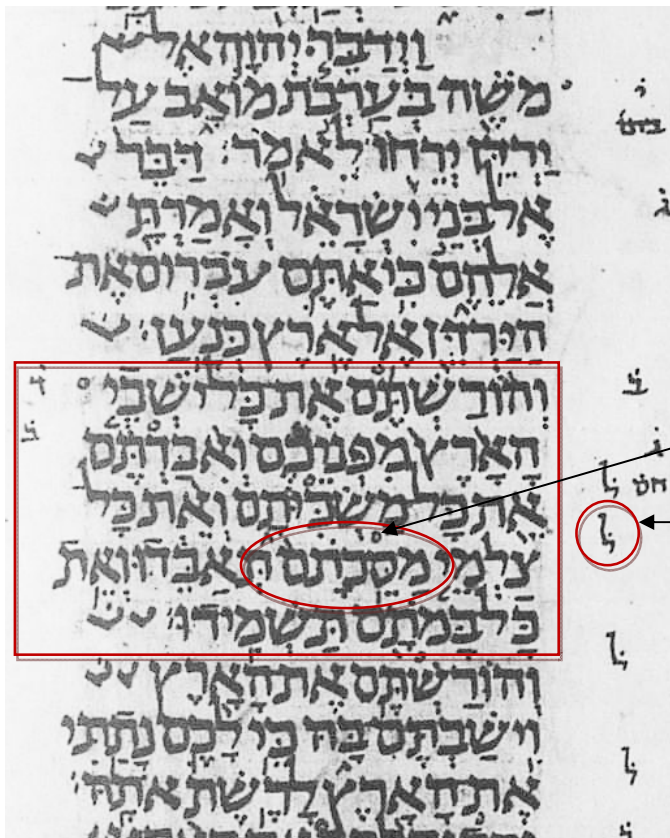 וידבר יהוה אל
משה בערבת מואב על
ירדן ירחו לאמר דבר
אל בני ישראל ואמרת
אלהם כי אתם עברים את
הירדן אל ארץ כנען
והורשתם את כל ישבי
הארץ מפניכם ואבדתם
את כל משכיתם ואת כל
צלמי מסכתם תאבדו ואת
כל במתם תשמידו
והורשתם את הארץ
וישבתם בה כי לכם נתתי
את הארץ לרשת אתה